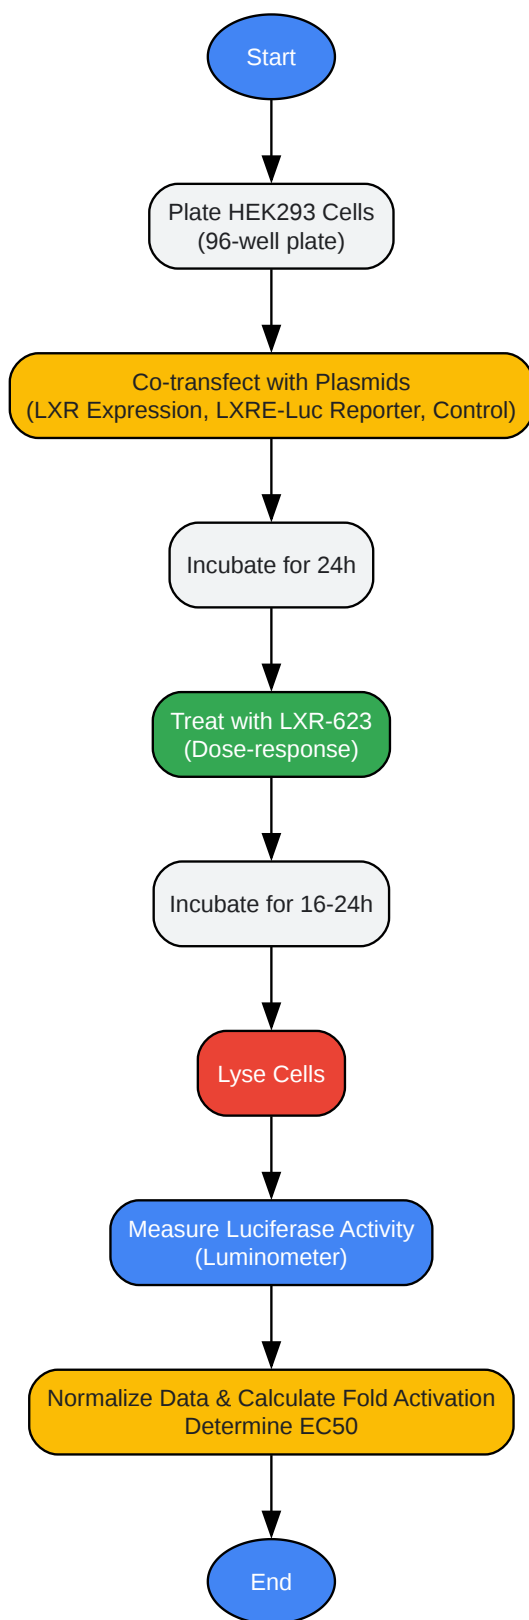 Start
Plate HEK293 Cells
(96-well plate)
Co-transfect with Plasmids
(LXR Expression, LXRE-Luc Reporter, Control)
Incubate for 24h
Treat with LXR-623
(Dose-response)
Incubate for 16-24h
Lyse Cells
Measure Luciferase Activity
(Luminometer)
Normalize Data & Calculate Fold Activation
Determine EC50
End